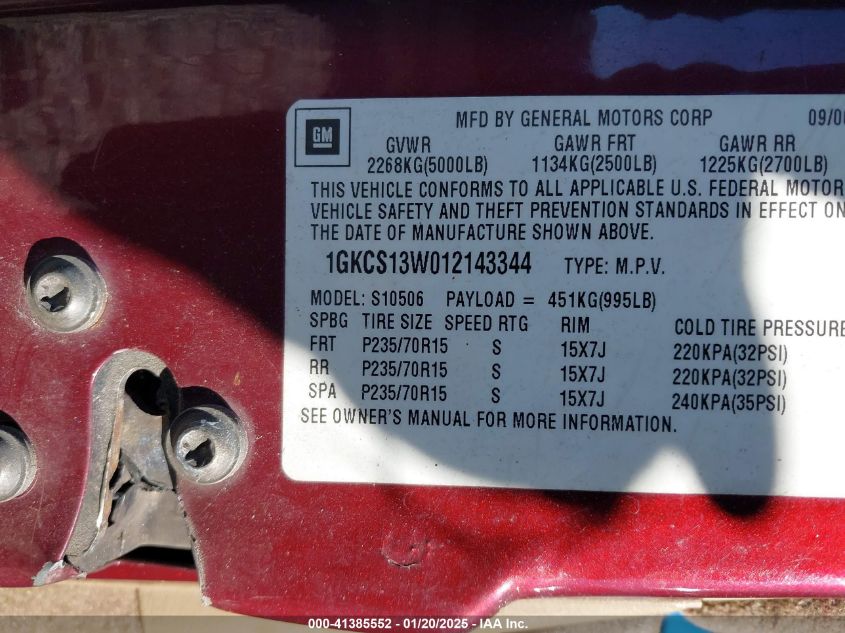 GM
MFD BY GENERAL MOTORS CORP 09/00
GVWR GAWR FRT GAWR RR
2268KG(5000LB) 1134KG(2500LB) 1225KG(2700LB)
THIS VEHICLE CONFORMS TO ALL APPLICABLE U.S. FEDERAL MOTOR
VEHICLE SAFETY AND THEFT PREVENTION STANDARDS IN EFFECT ON
THE DATE OF MANUFACTURE SHOWN ABOVE.
1GKCS13W012143344 TYPE: M.P.V.
MODEL: S10506 PAYLOAD = 451KG(995LB)
SPBG TIRE SIZE SPEED RTG RIM COLD TIRE PRESSURE
FRT P235/70R15 S 15X7J 220KPA(32PSI)
RR P235/70R15 S 15X7J 220KPA(32PSI)
SPA P235/70R15 S 15X7J 240KPA(35PSI)
SEE OWNER'S MANUAL FOR MORE INFORMATION.
000-41385552 / 01/20/2025 - IAA Inc.